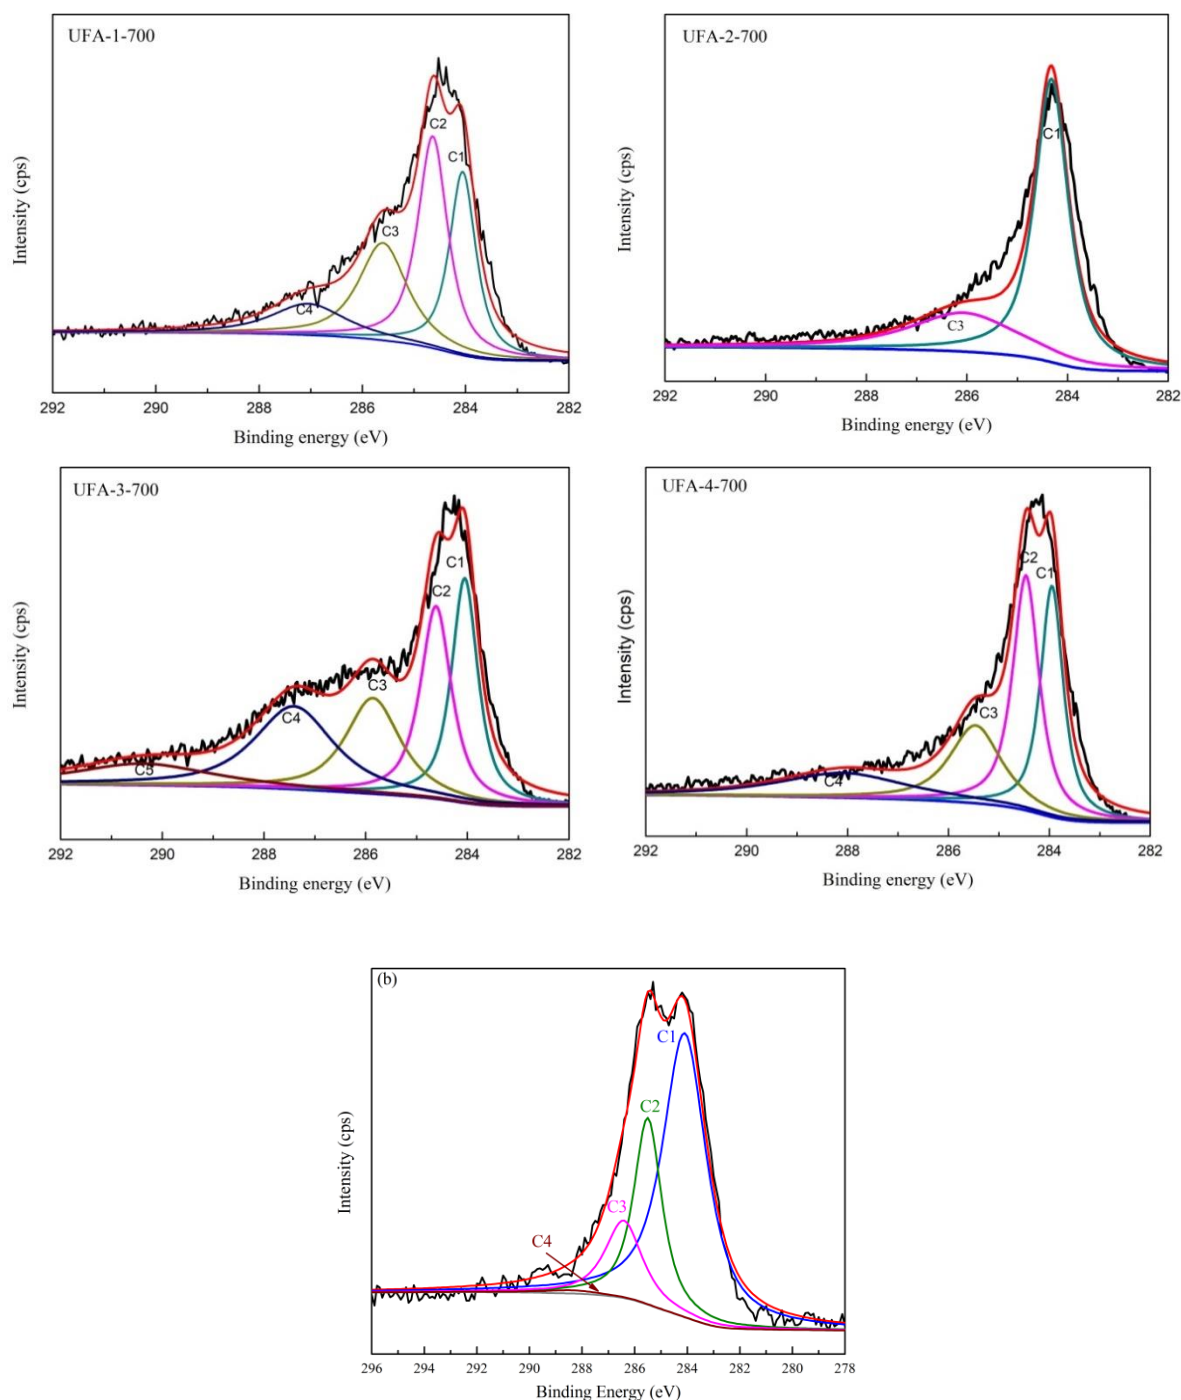 UFA-1-700
C2
C1
C3
C4
Intensity (cps)
292 290 288 286 284 282
Binding energy (eV)
UFA-2-700
C1
C3
Intensity (cps)
292 290 288 286 284 282
Binding energy (eV)
UFA-3-700
C1
C2
C3
C4
C5
Intensity (cps)
292 290 288 286 284 282
Binding energy (eV)
UFA-4-700
C2
C1
C3
C4
Intensity (cps)
292 290 288 286 284 282
Binding energy (eV)
(b)
C1
C2
C3
C4
Intensity (cps)
296 294 292 290 288 286 284 282 280 278
Binding Energy (eV)